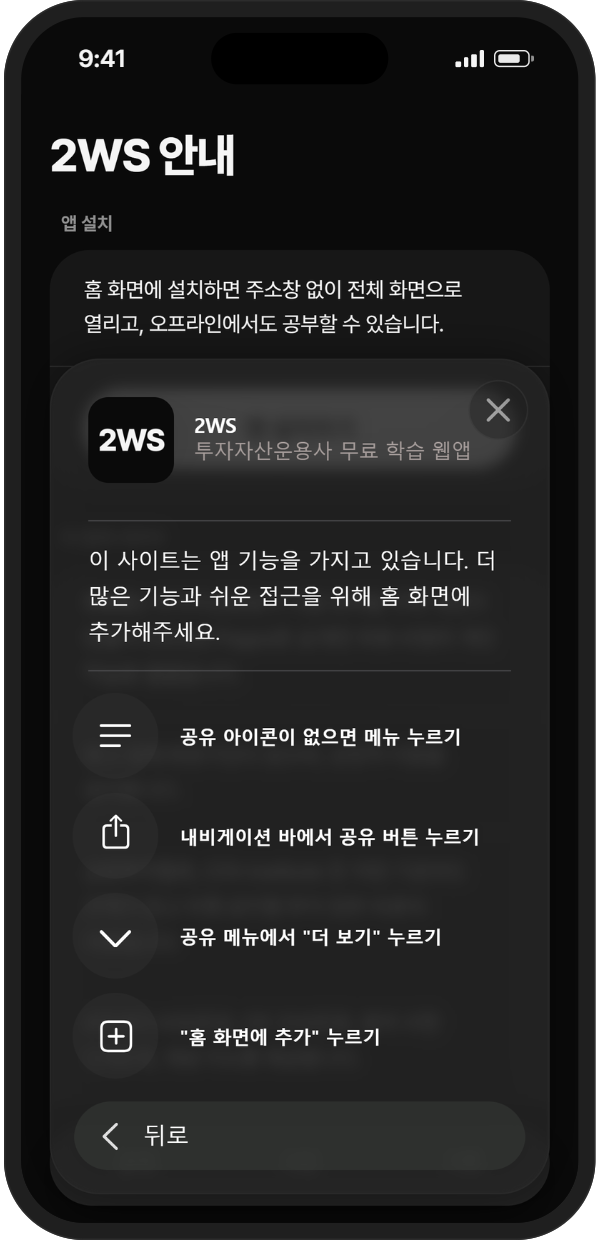 9:41
2WS 안내
앱 설치
홈 화면에 설치하면 주소창 없이 전체 화면으로
열리고, 오프라인에서도 공부할 수 있습니다.
2WS
2WS
투자자산운용사 무료 학습 웹앱
이 사이트는 앱 기능을 가지고 있습니다. 더
많은 기능과 쉬운 접근을 위해 홈 화면에
추가해주세요.
공유 아이콘이 없으면 메뉴 누르기
내비게이션 바에서 공유 버튼 누르기
공유 메뉴에서 "더 보기" 누르기
"홈 화면에 추가" 누르기
뒤로